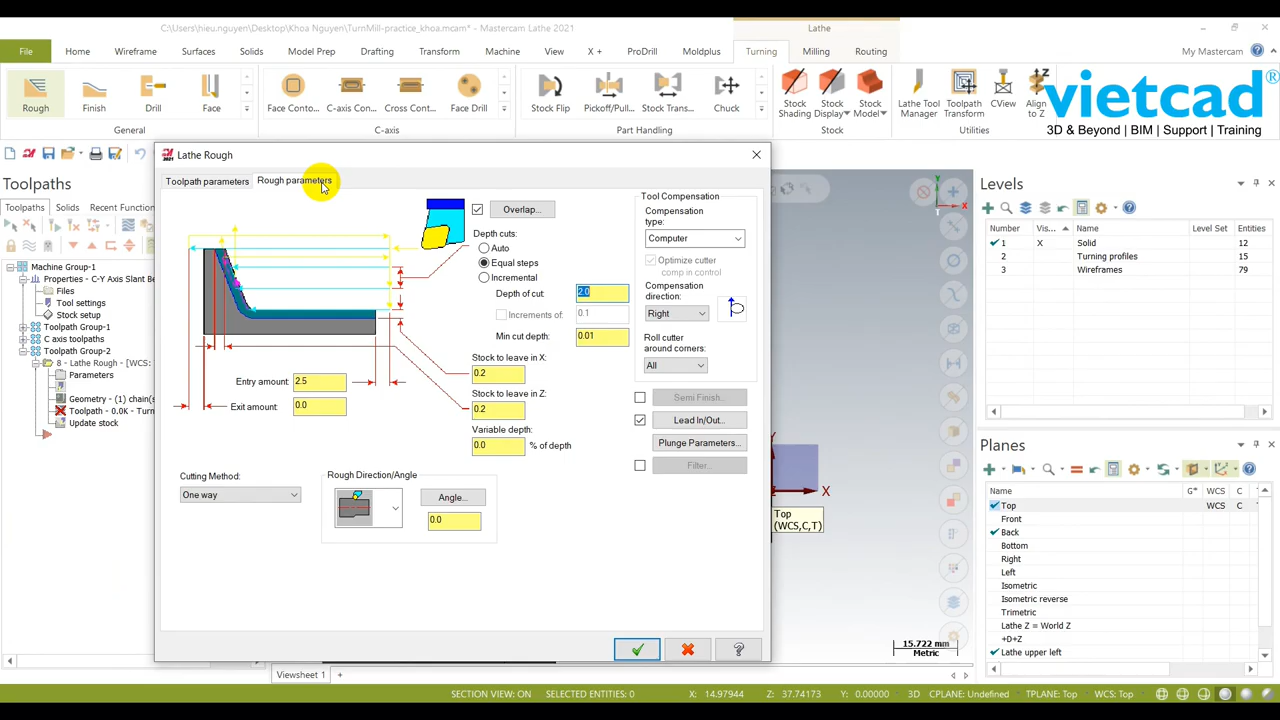 C:\Users\hieu.nguyen\Desktop\Khoa Nguyen\TurnMill-practice_khoa.mcam* - Mastercam Lathe 2021
Lathe
File Home Wireframe Surfaces Solids Model Prep Drafting Transform Machine View X + ProDrill Moldplus Turning Milling Routing My Mastercam
Rough Finish Drill Face Face Conto... C-axis Con... Cross Cont... Face Drill Stock Flip Pickoff/Pull... Stock Trans... Chuck Stock Shading Stock Display Stock Model Lathe Tool Manager Toolpath Transform CView Align to Z
General C-axis Part Handling Stock Utilities
vietcad®
3D & Beyond | BIM | Support | Training
Toolpaths
Toolpaths Solids Recent Function
Machine Group-1
Properties - C-Y Axis Slant Be
Files
Tool settings
Stock setup
Toolpath Group-1
C axis toolpaths
Toolpath Group-2
8 - Lathe Rough - [WCS:
Parameters
Geometry - (1) chain(s
Toolpath - 0.0K - Turn
Update stock
Lathe Rough
Toolpath parameters Rough parameters
Overlap...
Depth cuts:
Auto
Equal steps
Incremental
Depth of cut: 2.0
Increments of: 0.1
Min cut depth: 0.01
Stock to leave in X:
0.2
Stock to leave in Z:
0.2
Variable depth:
0.0 % of depth
Entry amount: 2.5
Exit amount: 0.0
Cutting Method:
One way
Rough Direction/Angle
Angle...
0.0
Tool Compensation
Compensation
type:
Computer
Optimize cutter
comp in control
Compensation
direction:
Right
Roll cutter
around corners:
All
Semi Finish...
Lead In/Out...
Plunge Parameters...
Filter...
Y
X
X
Top
(WCS,C,T)
15.722 mm
Metric
Viewsheet 1 +
Levels
Number Vis... Name Level Set Entities
1 X Solid 12
2 Turning profiles 15
3 Wireframes 79
Planes
Name G* WCS C
Top WCS C
Front
Back
Bottom
Right
Left
Isometric
Isometric reverse
Trimetric
Lathe Z = World Z
+D+Z
Lathe upper left
SECTION VIEW: ON SELECTED ENTITIES: 0 X: 14.97944 Z: 37.74173 Y: 0.00000 3D CPLANE: Undefined TPLANE: Top WCS: Top